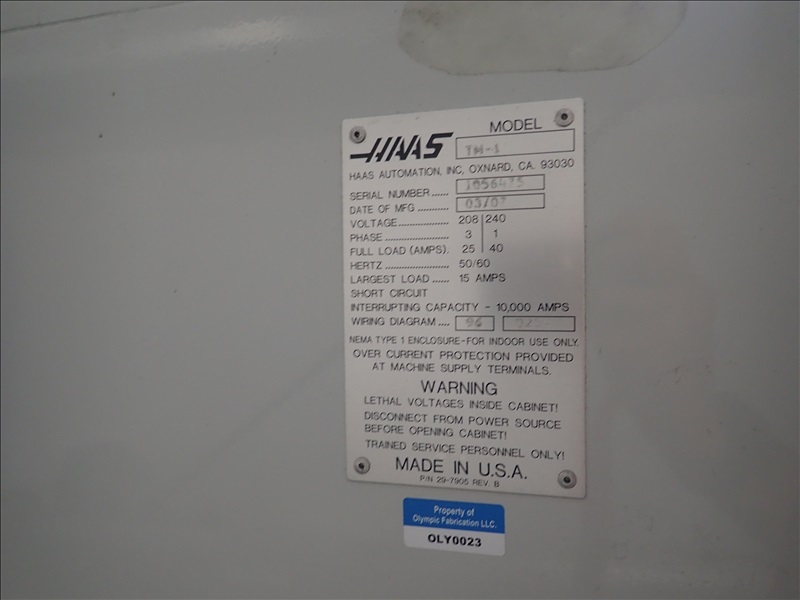 HAAS
MODEL
TM-1
HAAS AUTOMATION, INC, OXNARD, CA. 93030
SERIAL NUMBER ......
DATE OF MFG ........... 03/07
VOLTAGE .................. 208 | 240
PHASE ....................... 3 | 1
FULL LOAD (AMPS). 25 | 40
HERTZ ....................... 50/60
LARGEST LOAD ...... 15 AMPS
SHORT CIRCUIT
INTERRUPTING CAPACITY - 10,000 AMPS
WIRING DIAGRAM .... 96
NEMA TYPE 1 ENCLOSURE-FOR INDOOR USE ONLY.
OVER CURRENT PROTECTION PROVIDED
AT MACHINE SUPPLY TERMINALS.
WARNING
LETHAL VOLTAGES INSIDE CABINET!
DISCONNECT FROM POWER SOURCE
BEFORE OPENING CABINET!
TRAINED SERVICE PERSONNEL ONLY!
MADE IN U.S.A.
P/N 29-7905 REV. B
Property of
Olympic Fabrication LLC.
OLY0023